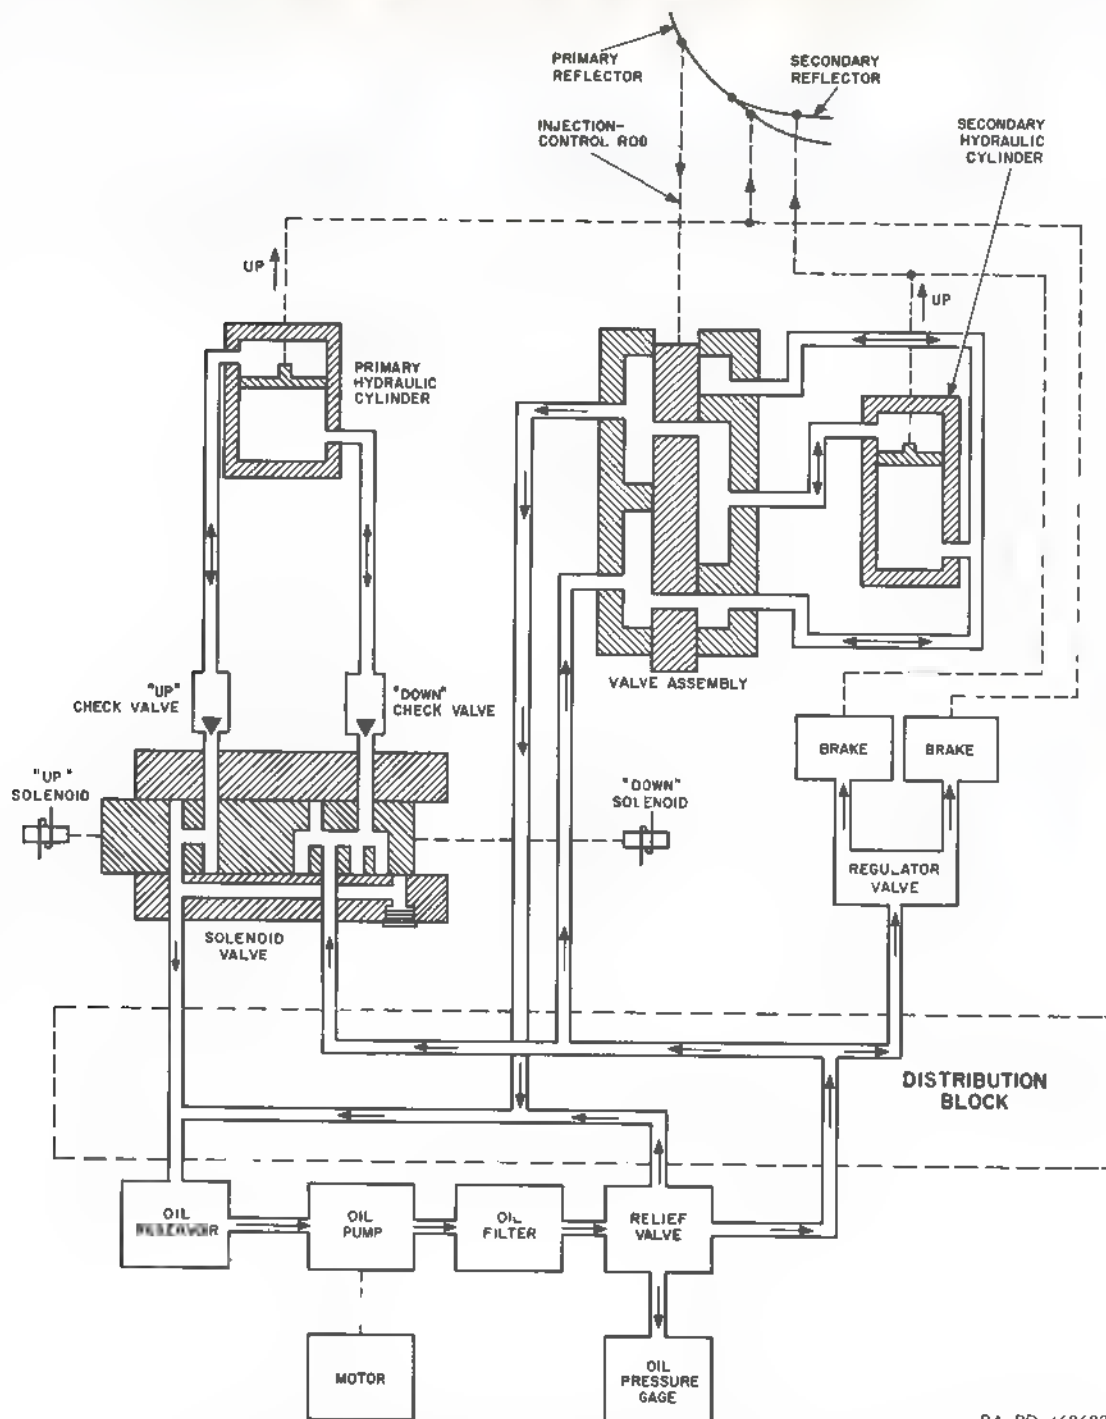 PRIMARY
REFLECTOR
SECONDARY
REFLECTOR
INJECTION-
CONTROL ROD
SECONDARY
HYDRAULIC
CYLINDER
UP
UP
PRIMARY
HYDRAULIC
CYLINDER
"UP"
CHECK VALVE
"DOWN"
CHECK VALVE
VALVE ASSEMBLY
BRAKE
BRAKE
"UP"
SOLENOID
"DOWN"
SOLENOID
REGULATOR
VALVE
SOLENOID
VALVE
DISTRIBUTION
BLOCK
OIL
RESERVOIR
OIL
PUMP
OIL
FILTER
RELIEF
VALVE
MOTOR
OIL
PRESSURE
GAGE